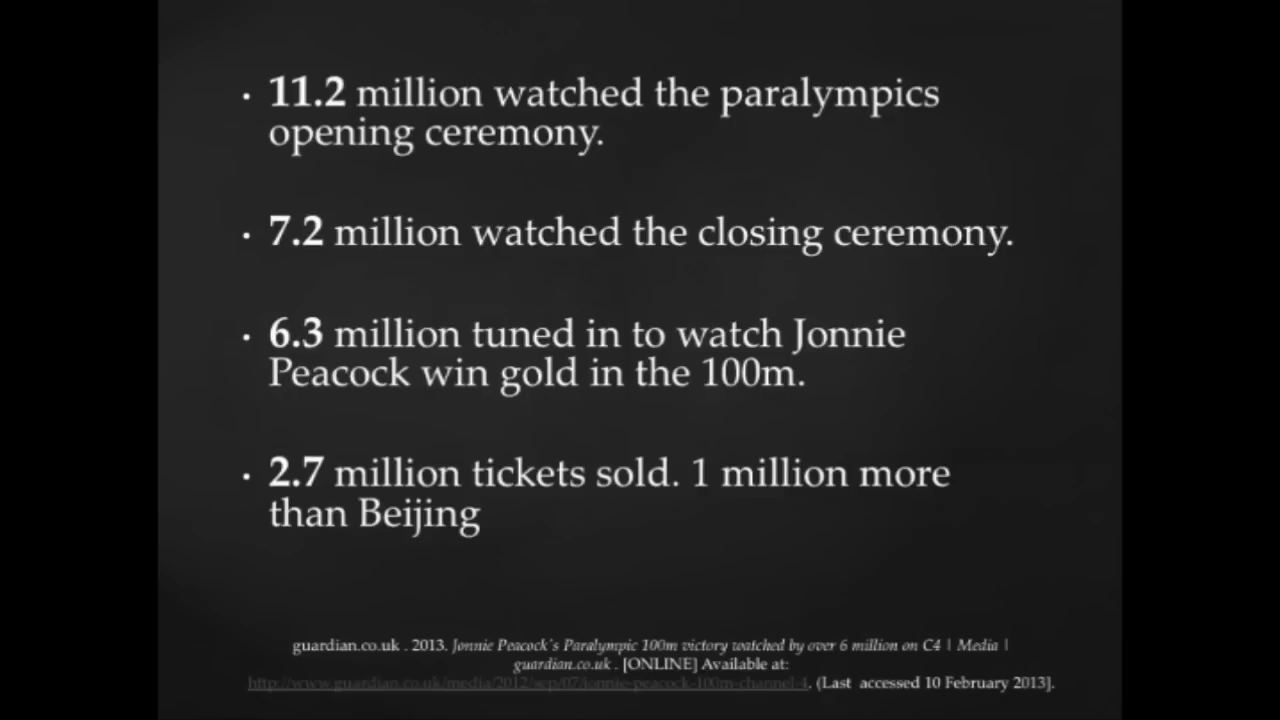 • 11.2 million watched the paralympics
opening ceremony.
• 7.2 million watched the closing ceremony.
• 6.3 million tuned in to watch Jonnie
Peacock win gold in the 100m.
• 2.7 million tickets sold. 1 million more
than Beijing
guardian.co.uk . 2013. Jonnie Peacock's Paralympic 100m victory watched by over 6 million on C4 | Media |
guardian.co.uk . [ONLINE] Available at:
http://www.guardian.co.uk/media/2012/sep/07/jonnie-peacock-100m-channel-4. (Last accessed 10 February 2013].